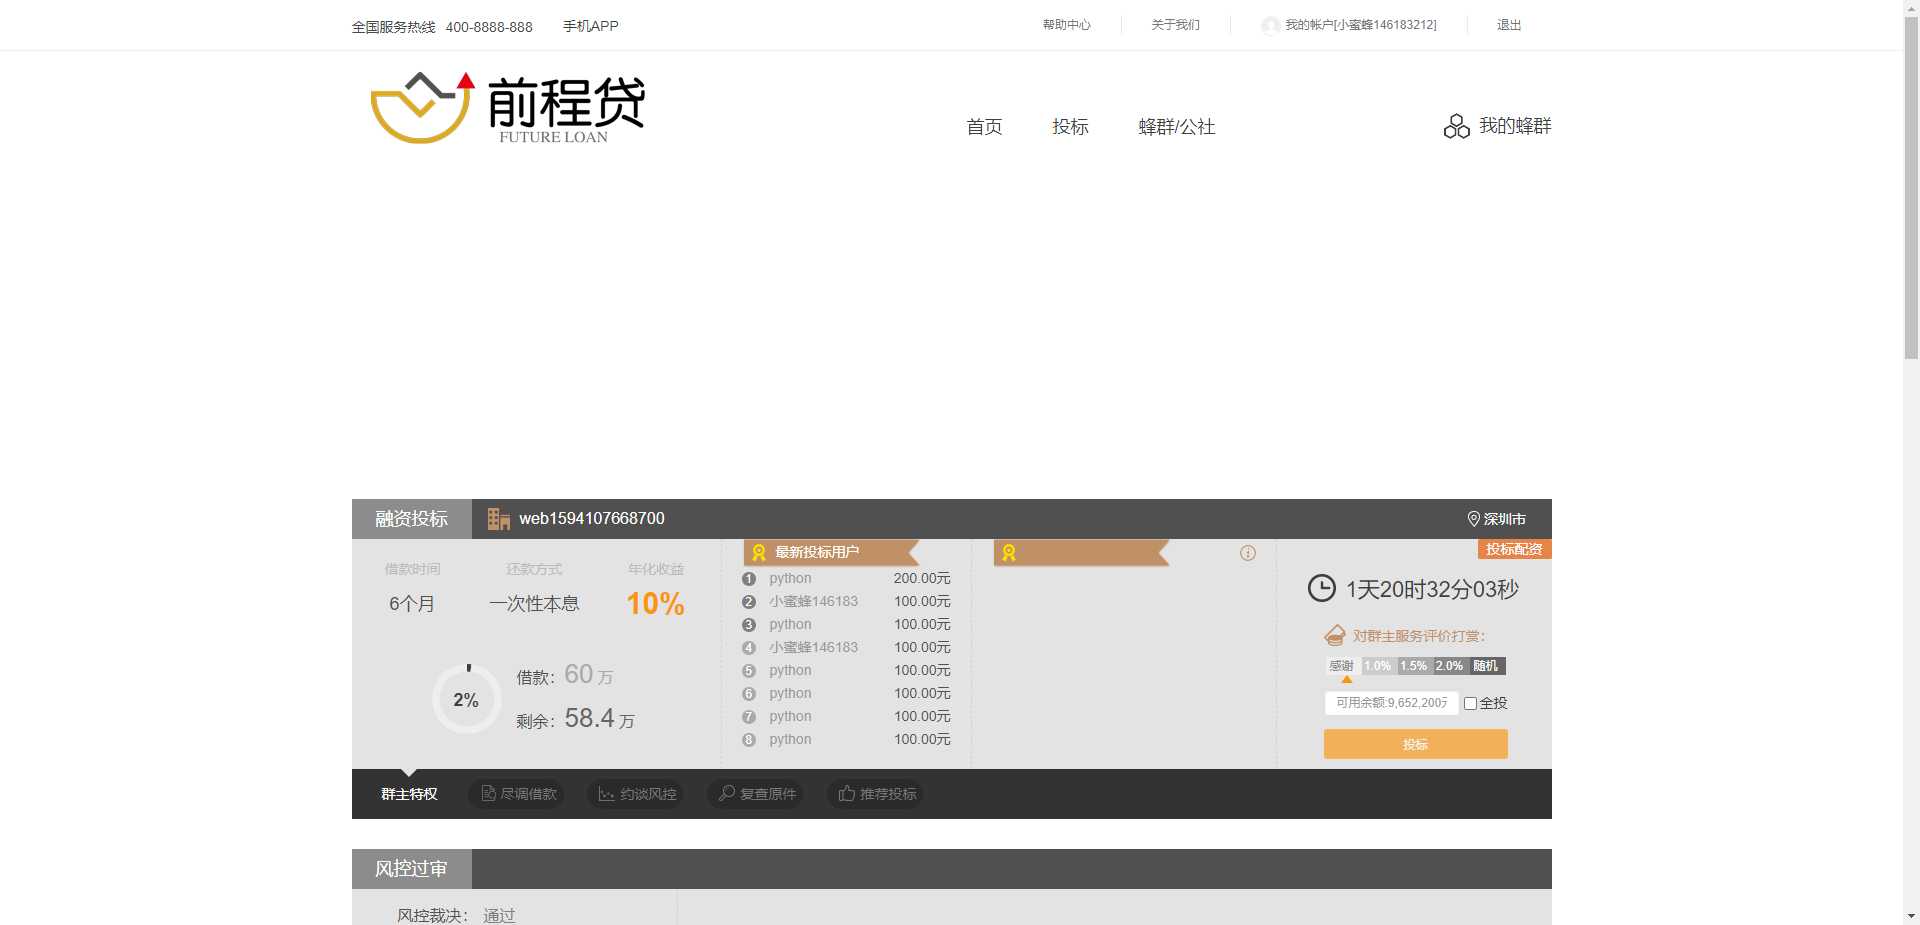 全国服务热线 400-8888-888 手机APP 帮助中心 关于我们 我的帐户[小蜜蜂146183212] 退出
前程贷
FUTURE LOAN
首页 投标 蜂群/公社 我的蜂群
融资投标 web1594107668700 深圳市
最新投标用户 投标配资
借款时间 还款方式 年化收益
6个月 一次性本息 10%
1 python 200.00元
2 小蜜蜂146183 100.00元
3 python 100.00元
4 小蜜蜂146183 100.00元
5 python 100.00元
6 python 100.00元
7 python 100.00元
8 python 100.00元
2%
借款：60万
剩余：58.4万
1天20时32分03秒
对群主服务评价打赏：
感谢 1.0% 1.5% 2.0% 随机
可用余额:9,652,200 全投
投标
群主特权 尽调借款 约谈风控 复查原件 推荐投标
风控过审
风控裁决： 通过